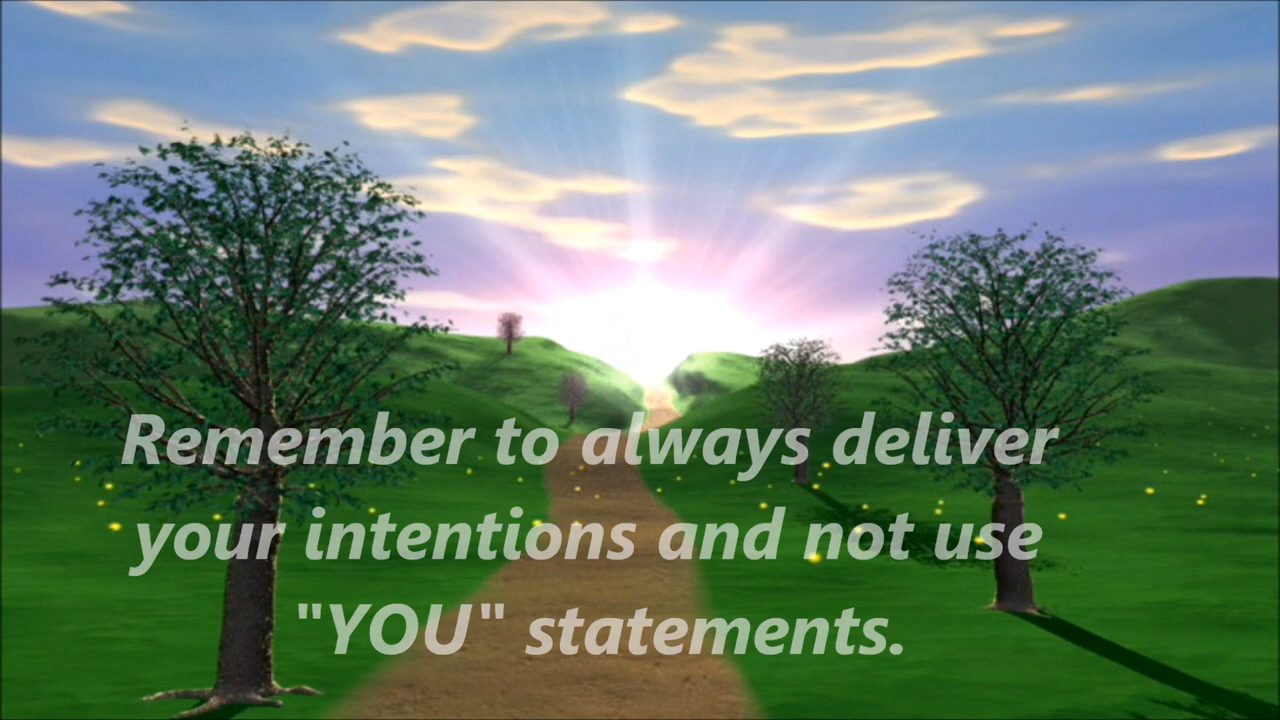 Remember to always deliver
your intentions and not use
"YOU" statements.